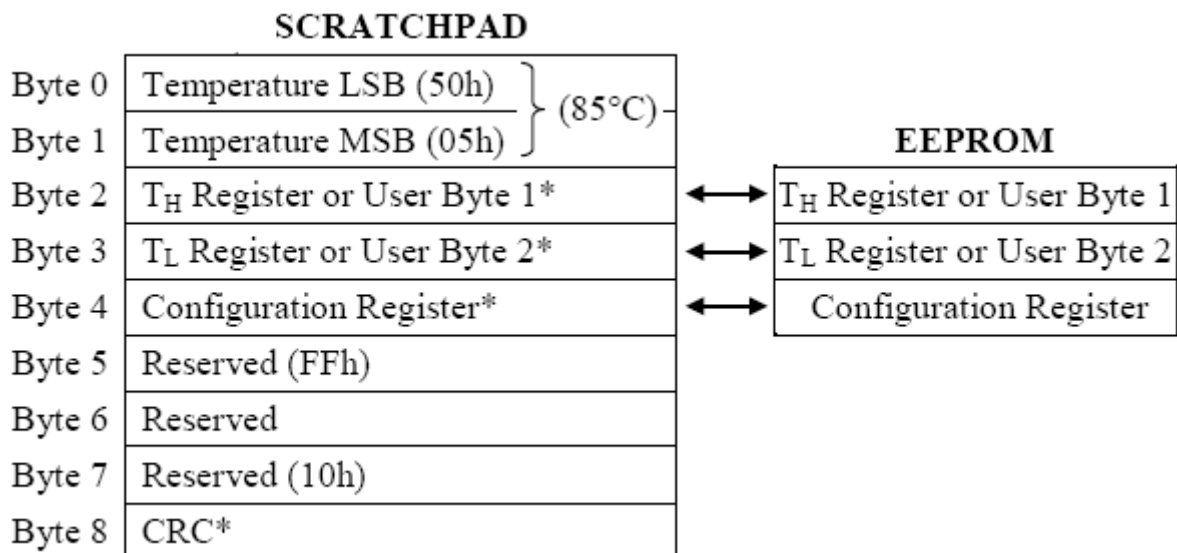 SCRATCHPAD
Byte 0 Temperature LSB (50h)
(85°C)
Byte 1 Temperature MSB (05h)
EEPROM
Byte 2 TH Register or User Byte 1* TH Register or User Byte 1
Byte 3 TL Register or User Byte 2* TL Register or User Byte 2
Byte 4 Configuration Register* Configuration Register
Byte 5 Reserved (FFh)
Byte 6 Reserved
Byte 7 Reserved (10h)
Byte 8 CRC*